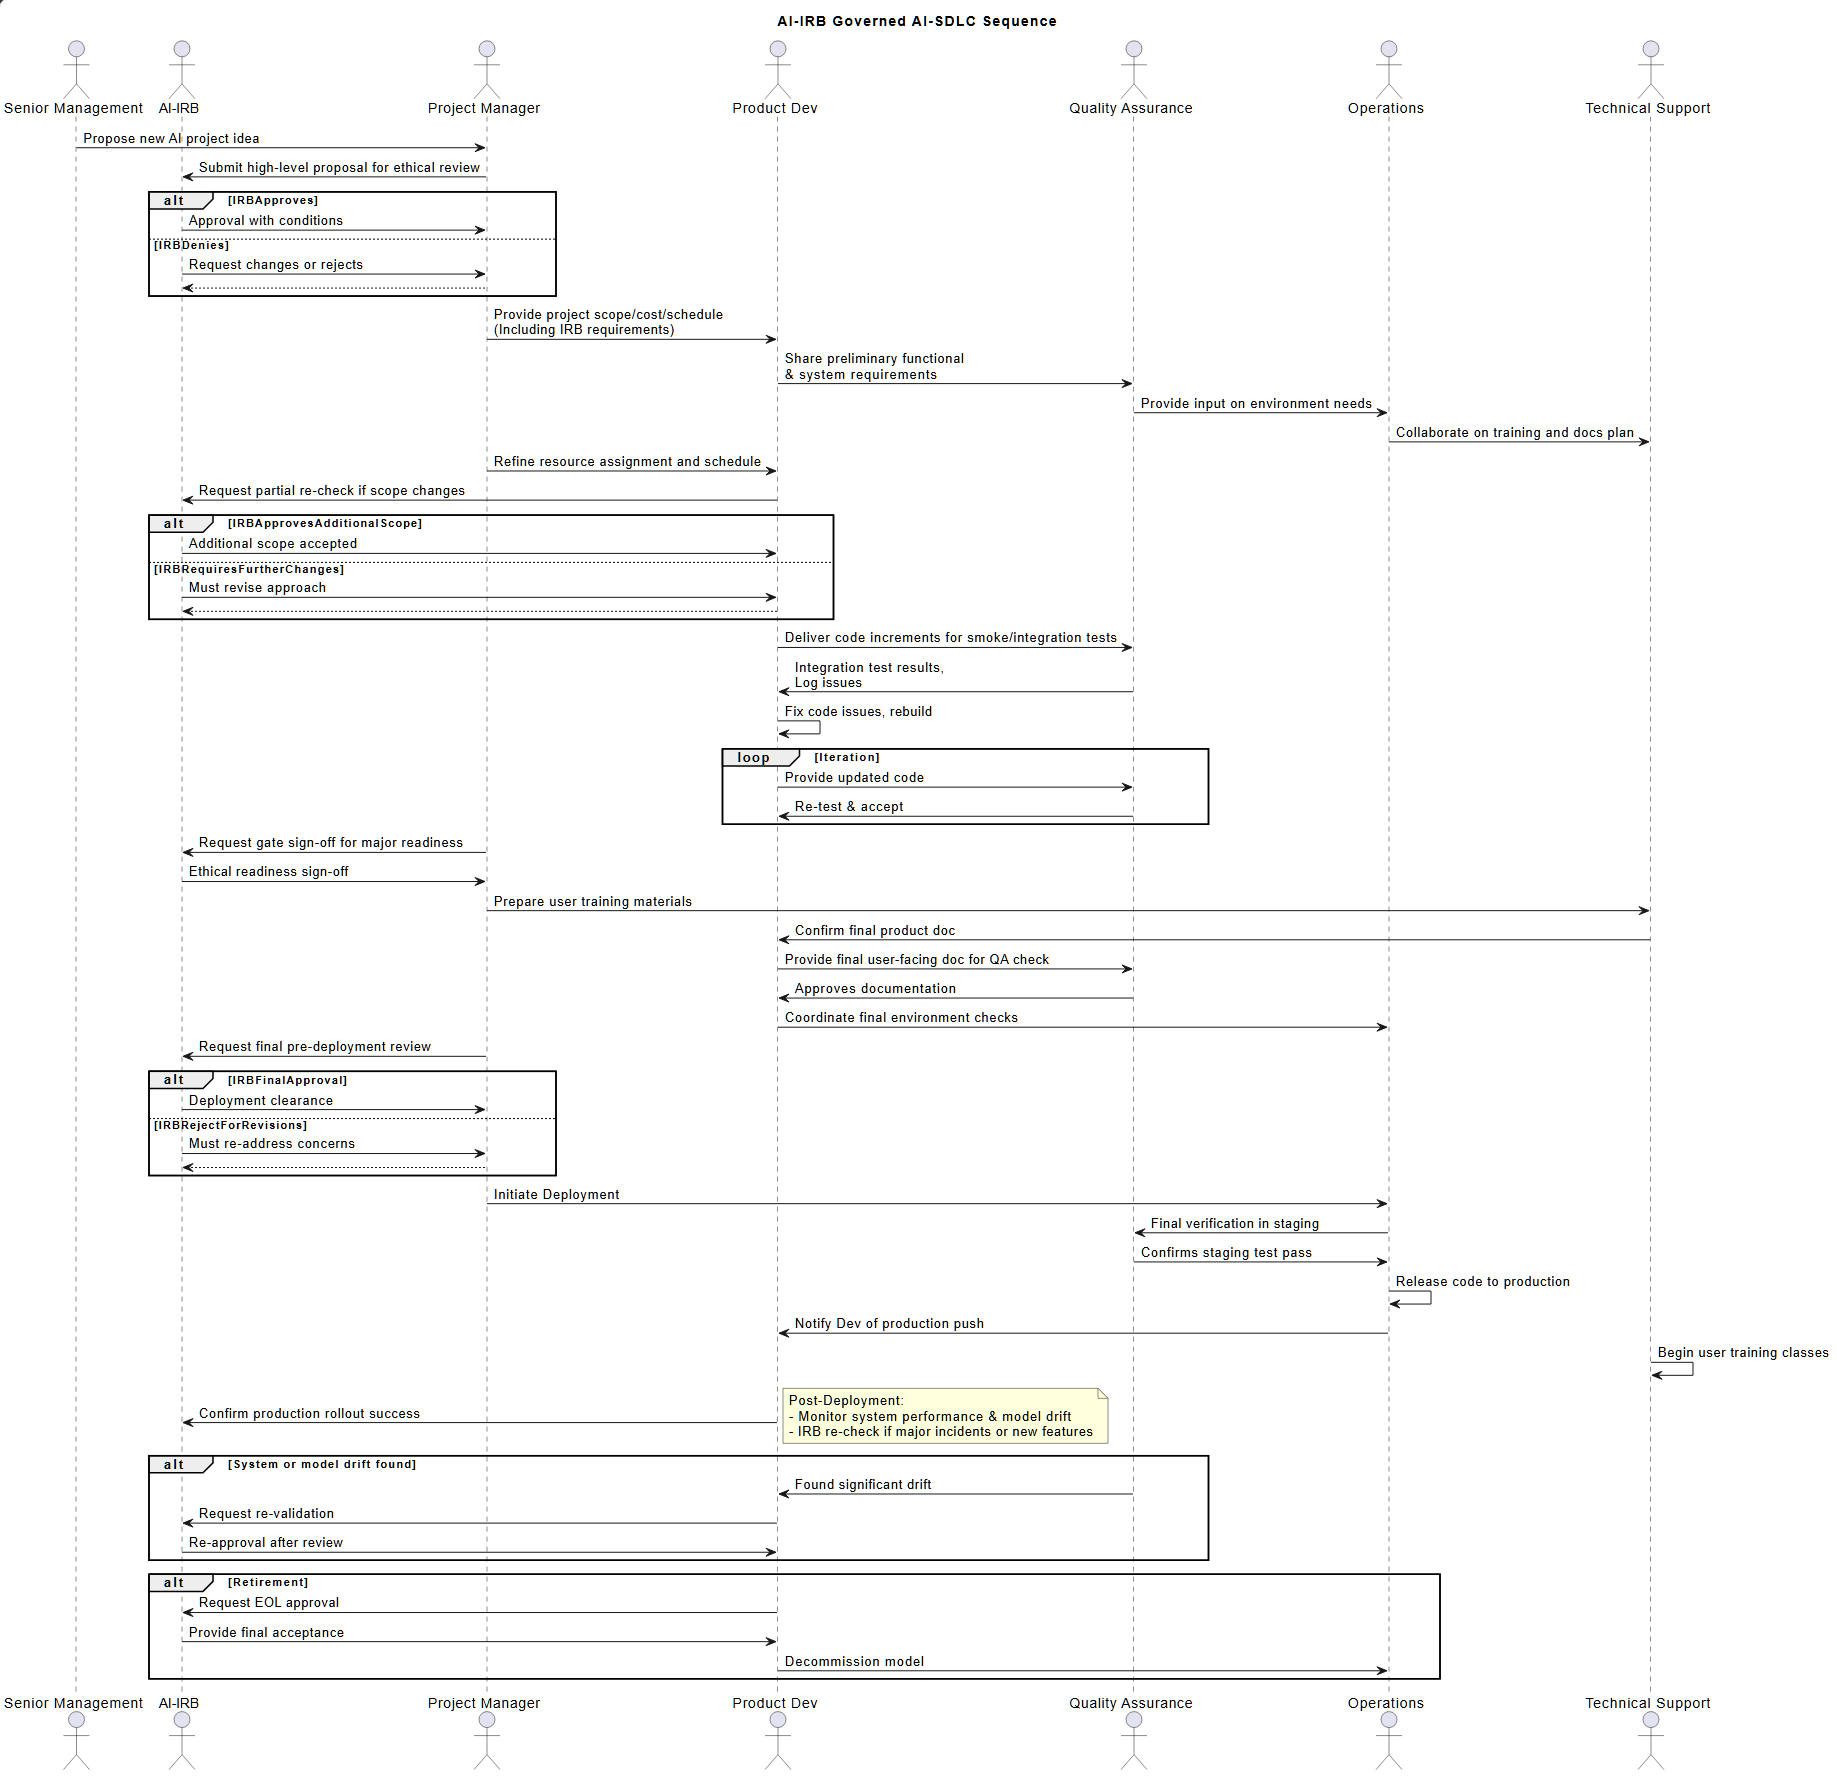 AI-IRB Governed AI-SDLC Sequence
Senior Management
AI-IRB
Project Manager
Product Dev
Quality Assurance
Operations
Technical Support
Propose new AI project idea
Submit high-level proposal for ethical review
alt
[IRBApproves]
Approval with conditions
[IRBDenies]
Request changes or rejects
Provide project scope/cost/schedule
(Including IRB requirements)
Share preliminary functional
& system requirements
Provide input on environment needs
Collaborate on training and docs plan
Refine resource assignment and schedule
Request partial re-check if scope changes
alt
[IRBApprovesAdditionalScope]
Additional scope accepted
[IRBRequiresFurtherChanges]
Must revise approach
Deliver code increments for smoke/integration tests
Integration test results,
Log issues
Fix code issues, rebuild
loop
[Iteration]
Provide updated code
Re-test & accept
Request gate sign-off for major readiness
Ethical readiness sign-off
Prepare user training materials
Confirm final product doc
Provide final user-facing doc for QA check
Approves documentation
Coordinate final environment checks
Request final pre-deployment review
alt
[IRBFinalApproval]
Deployment clearance
[IRBRejectForRevisions]
Must re-address concerns
Initiate Deployment
Final verification in staging
Confirms staging test pass
Release code to production
Notify Dev of production push
Begin user training classes
Confirm production rollout success
Post-Deployment:
- Monitor system performance & model drift
- IRB re-check if major incidents or new features
alt
[System or model drift found]
Found significant drift
Request re-validation
Re-approval after review
alt
[Retirement]
Request EOL approval
Provide final acceptance
Decommission model
Senior Management
AI-IRB
Project Manager
Product Dev
Quality Assurance
Operations
Technical Support